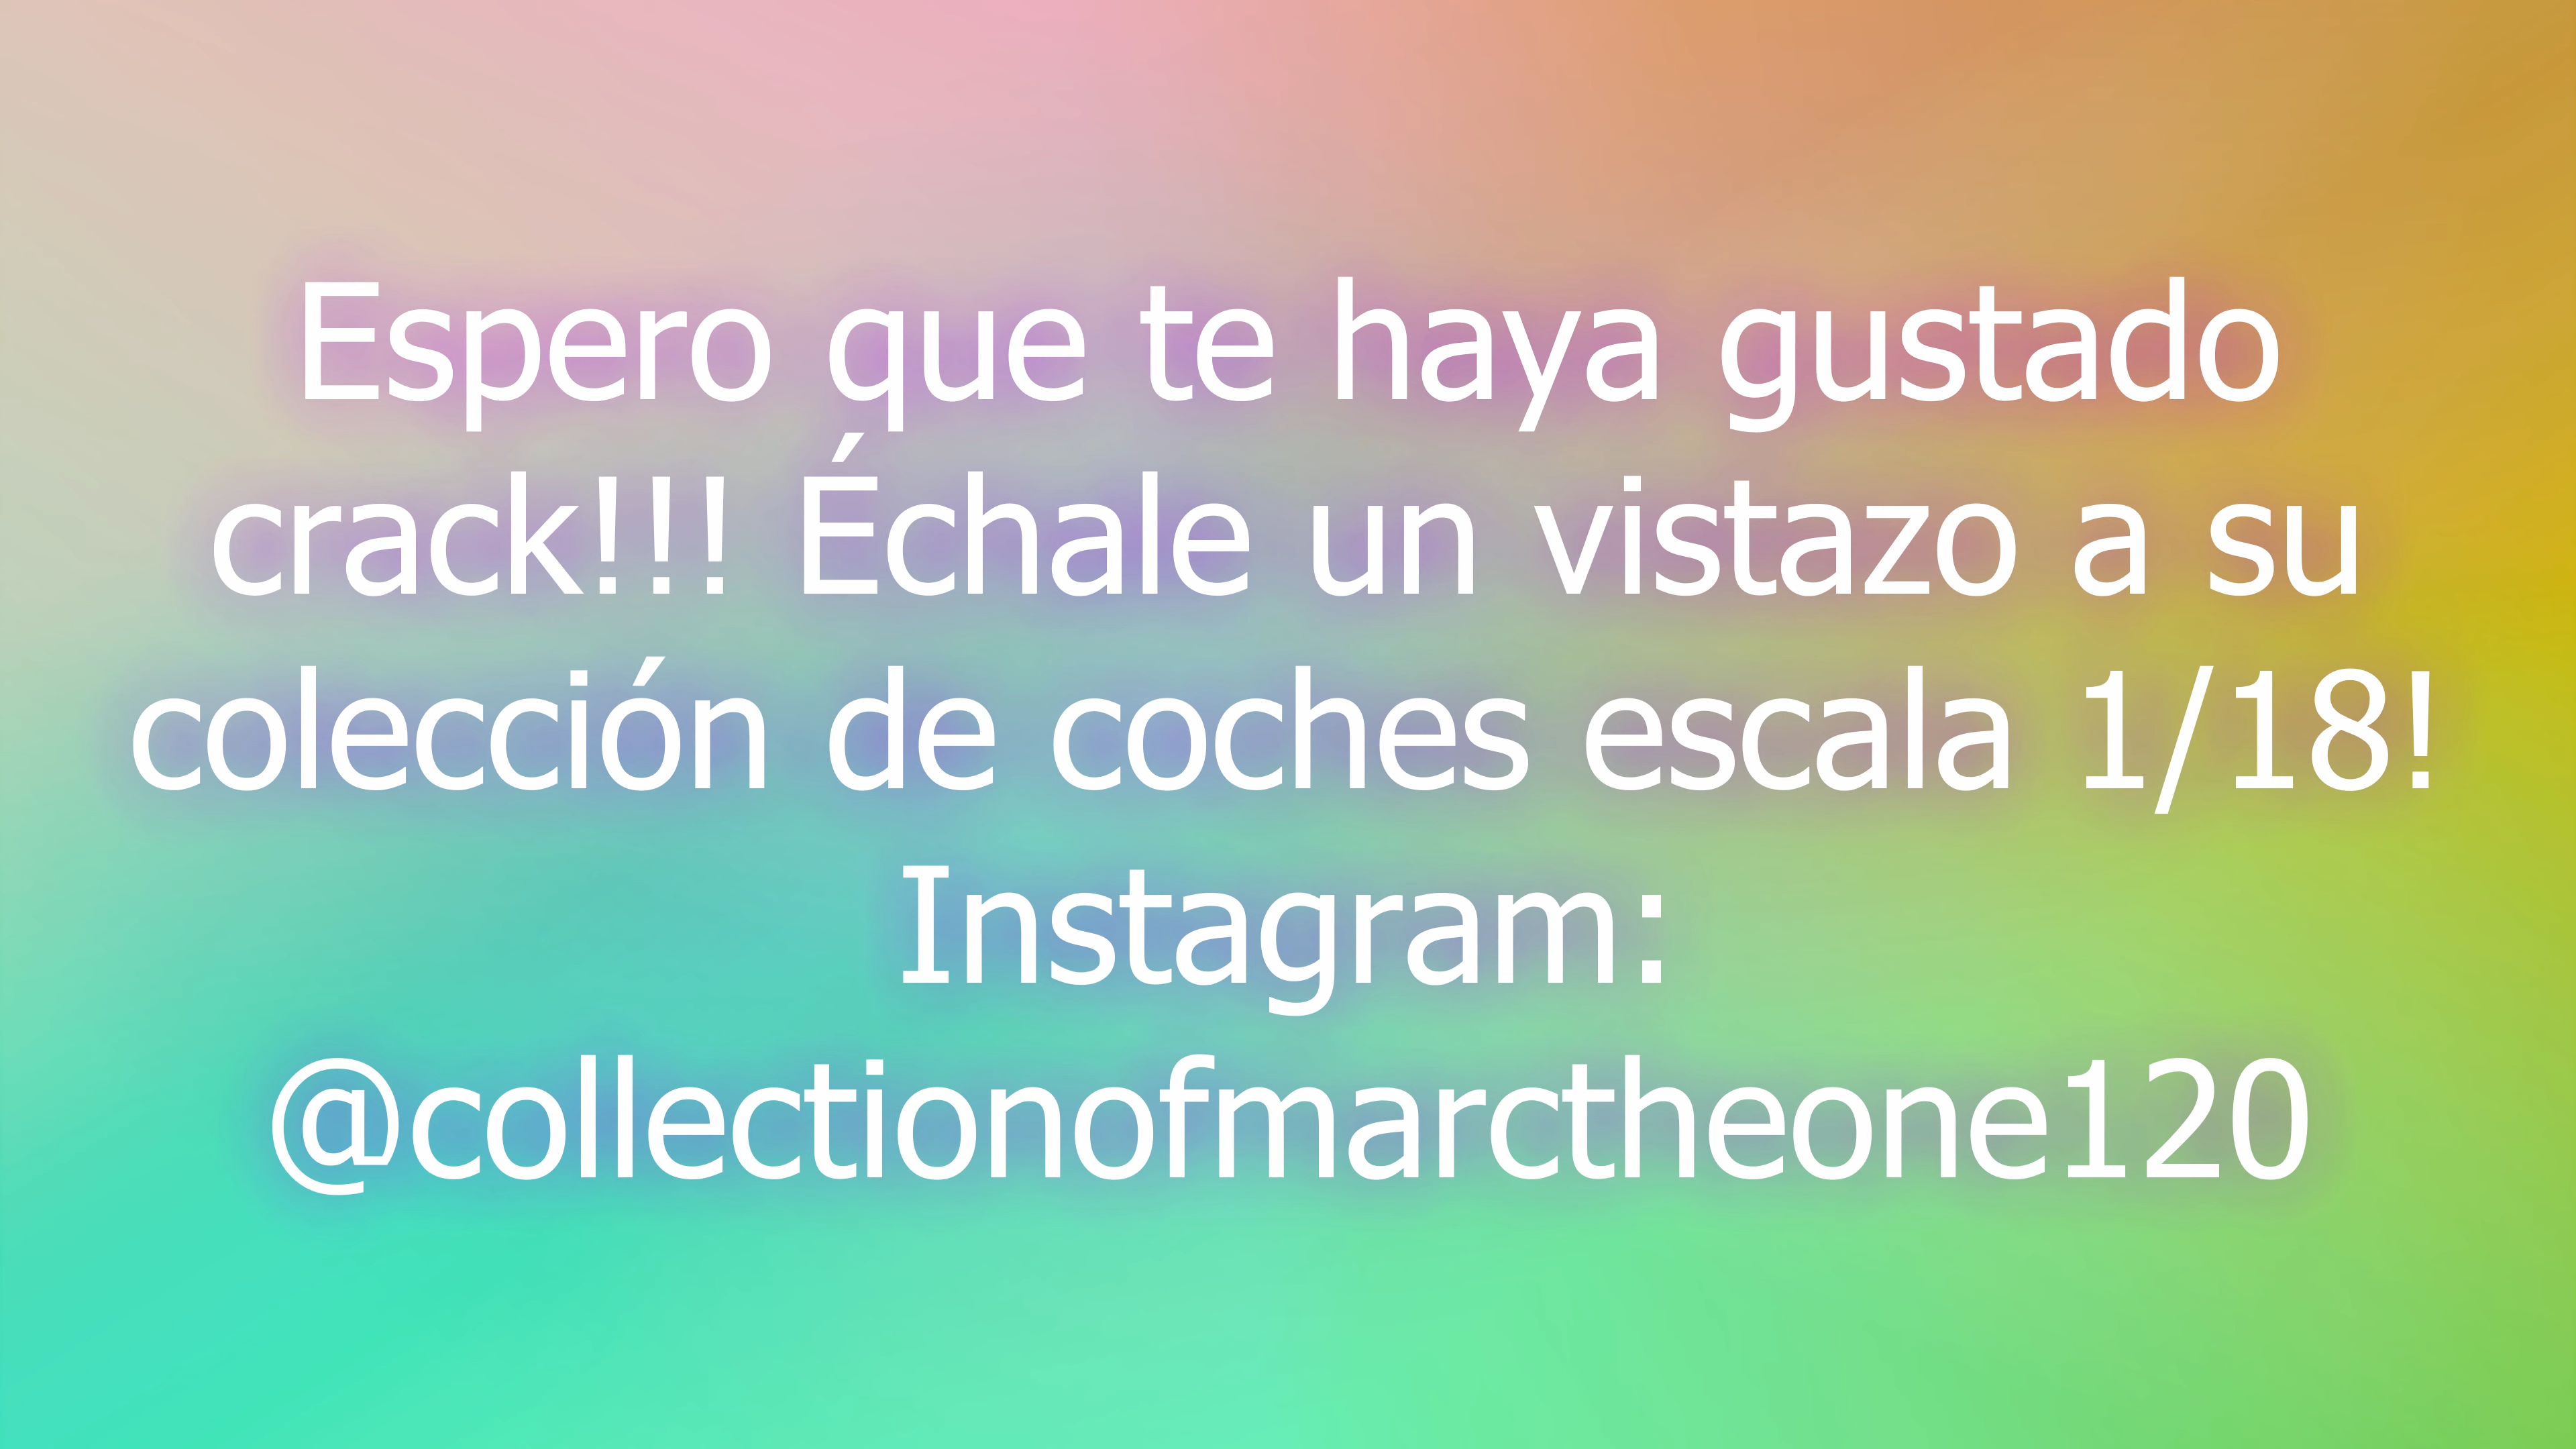 Espero que te haya gustado
crack!!! Échale un vistazo a su
colección de coches escala 1/18!
Instagram:
@collectionofmarctheone120